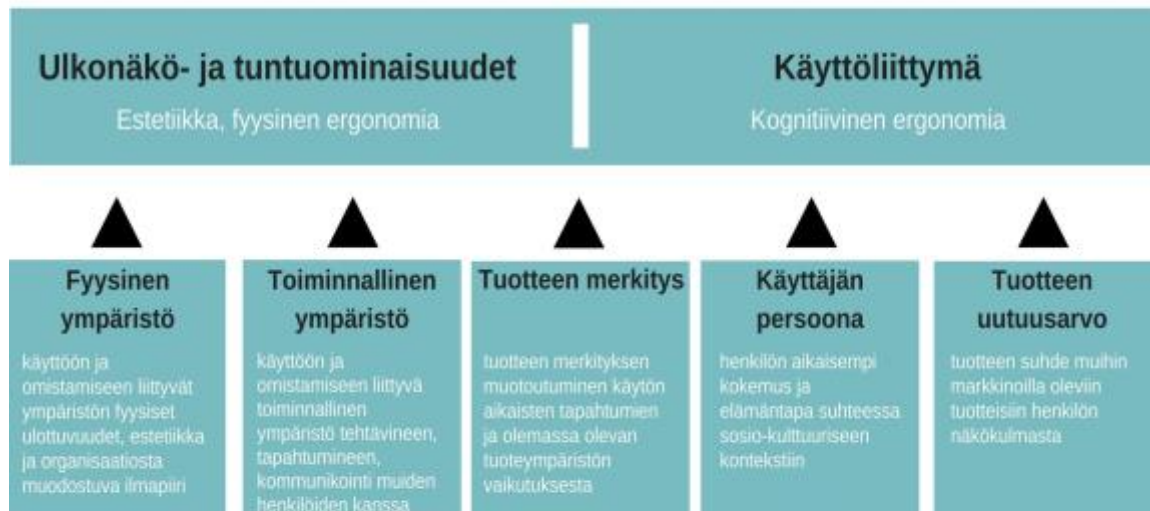 Ulkonäkö- ja tuntuominaisuudet
Estetiikka, fyysinen ergonomia
Käyttöliittymä
Kognitiivinen ergonomia
Fyysinen
ympäristö
käyttöön ja
omistamiseen liittyvät
ympäristön fyysiset
ulottuvuudet, estetiikka
ja organisaatiosta
muodostuva ilmapiiri
Toiminnallinen
ympäristö
käyttöön ja
omistamiseen liittyvä
toiminnallinen
ympäristö tehtävineen,
tapahtumineen,
kommunikointi muiden
henkilöiden kanssa
Tuotteen merkitys
tuotteen merkityksen
muotoutuminen käytön
aikaisten tapahtumien
ja olemassa olevan
tuoteympäristön
vaikutuksesta
Käyttäjän
persoona
henkilön aikaisempi
kokemus ja
elämäntapa suhteessa
sosio-kulttuuriseen
kontekstiin
Tuotteen
uutuusarvo
tuotteen suhde muihin
markkinoilla oleviin
tuotteisiin henkilön
näkökulmasta